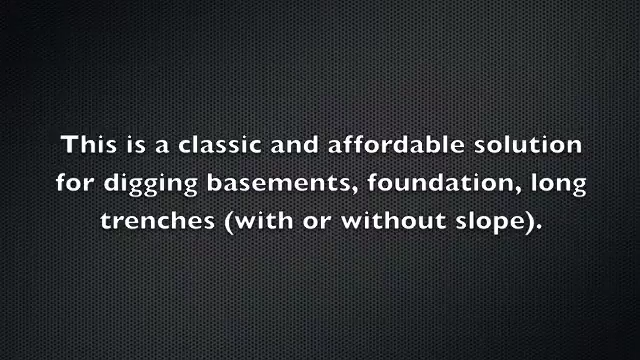 This is a classic and affordable solution
for digging basements, foundation, long
trenches (with or without slope).